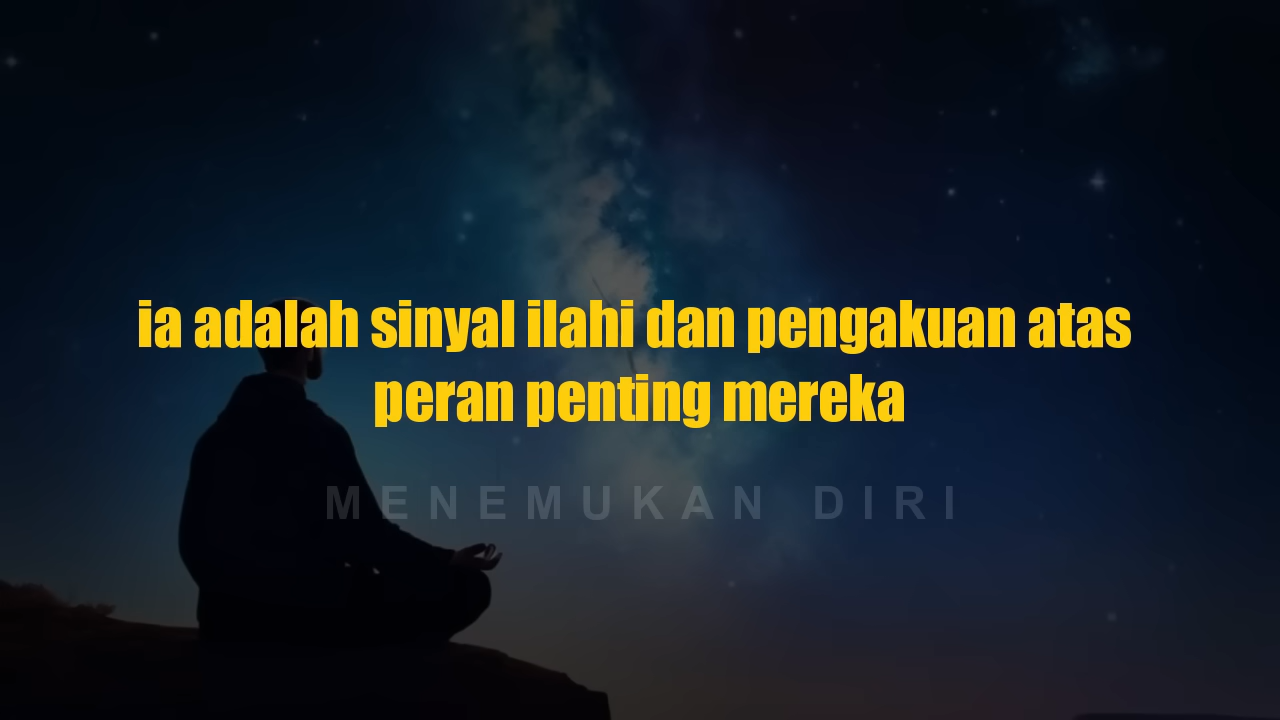 ia adalah sinyal ilahi dan pengakuan atas
peran penting mereka
MENEMUKAN DIRI